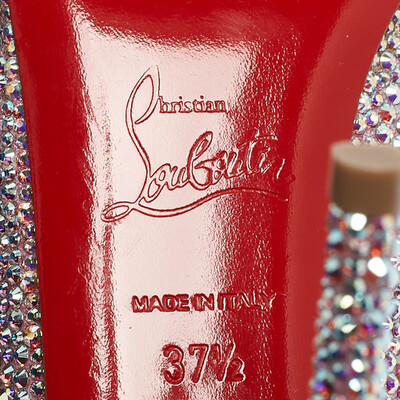 Christian
Louboutin
MADE IN ITALY
37½